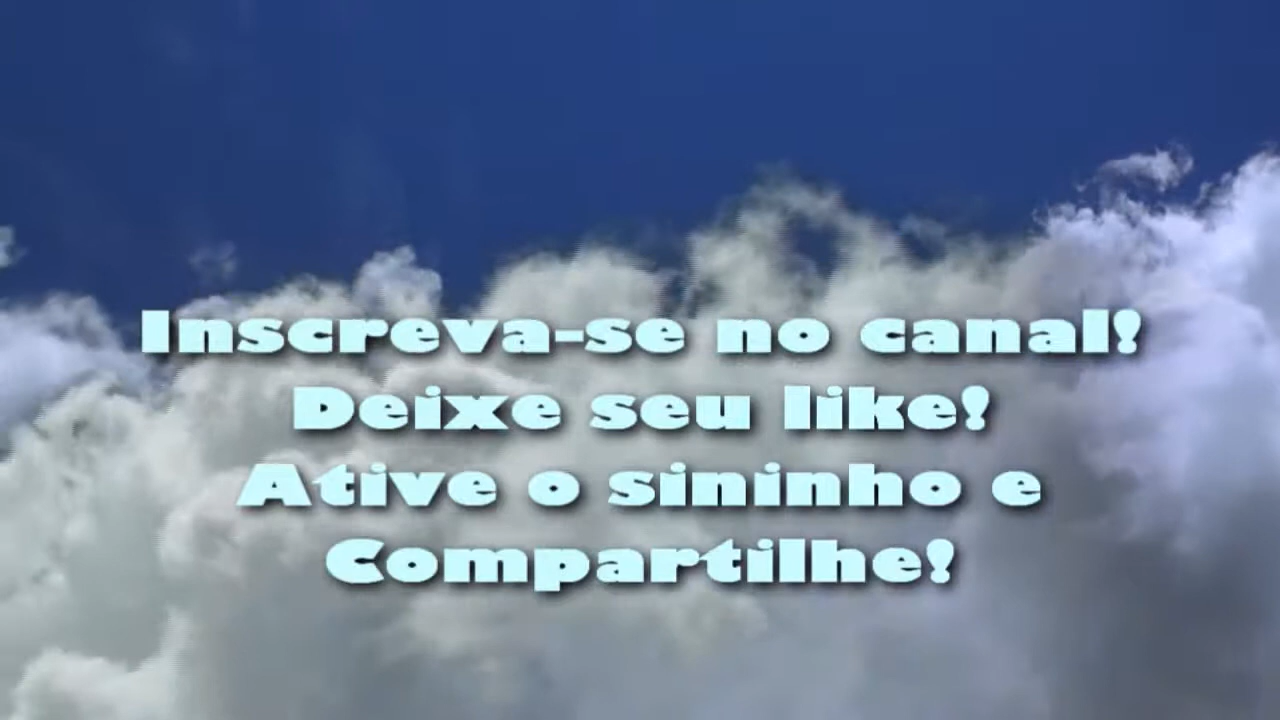 Inscreva-se no canal!
Deixe seu like!
Ative o sininho e
Compartilhe!